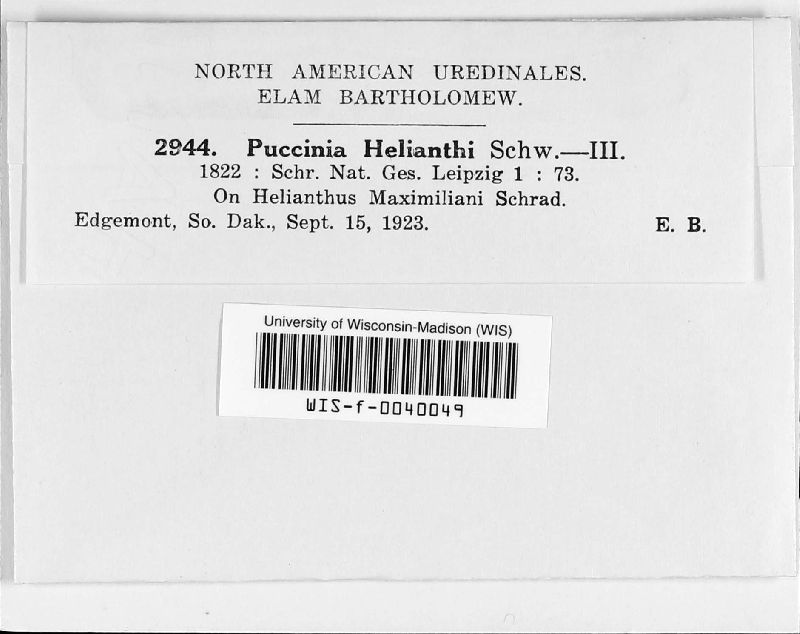 NORTH AMERICAN UREDINALES.
ELAM BARTHOLOMEW.
2944. Puccinia Helianthi Schw.—III.
1822 : Schr. Nat. Ges. Leipzig 1 : 73.
On Helianthus Maximiliani Schrad.
Edgemont, So. Dak., Sept. 15, 1923. E. B.
University of Wisconsin-Madison (WIS)
WIS-f-0040049